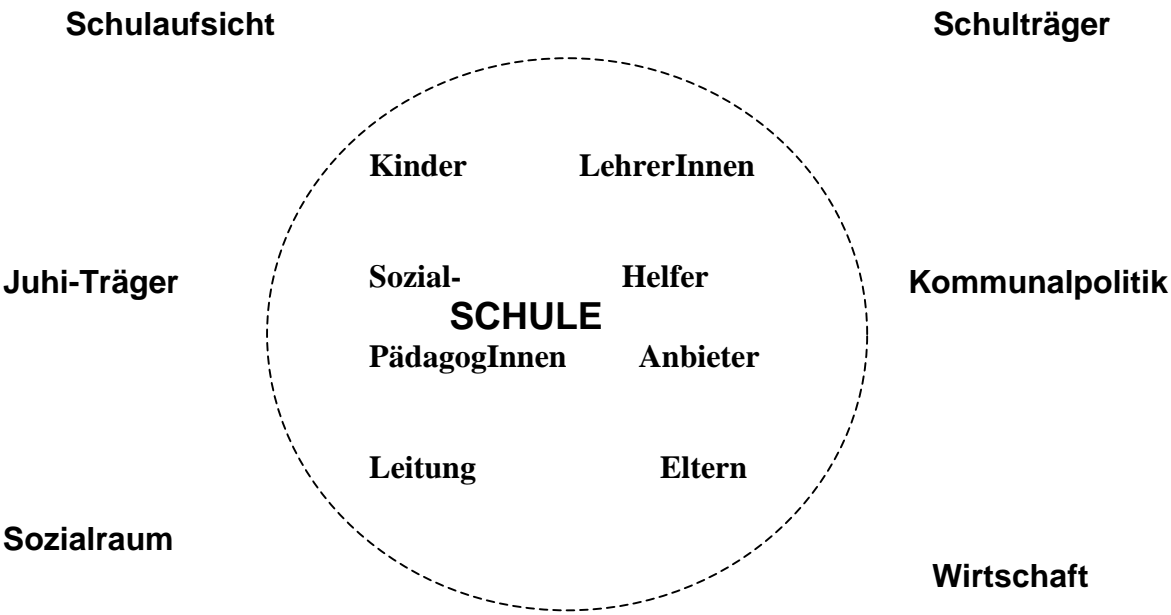 Schulaufsicht Schulträger
Kinder LehrerInnen
Juhi-Träger Sozial- Helfer Kommunalpolitik
SCHULE
PädagogInnen Anbieter
Leitung Eltern
Sozialraum
Wirtschaft